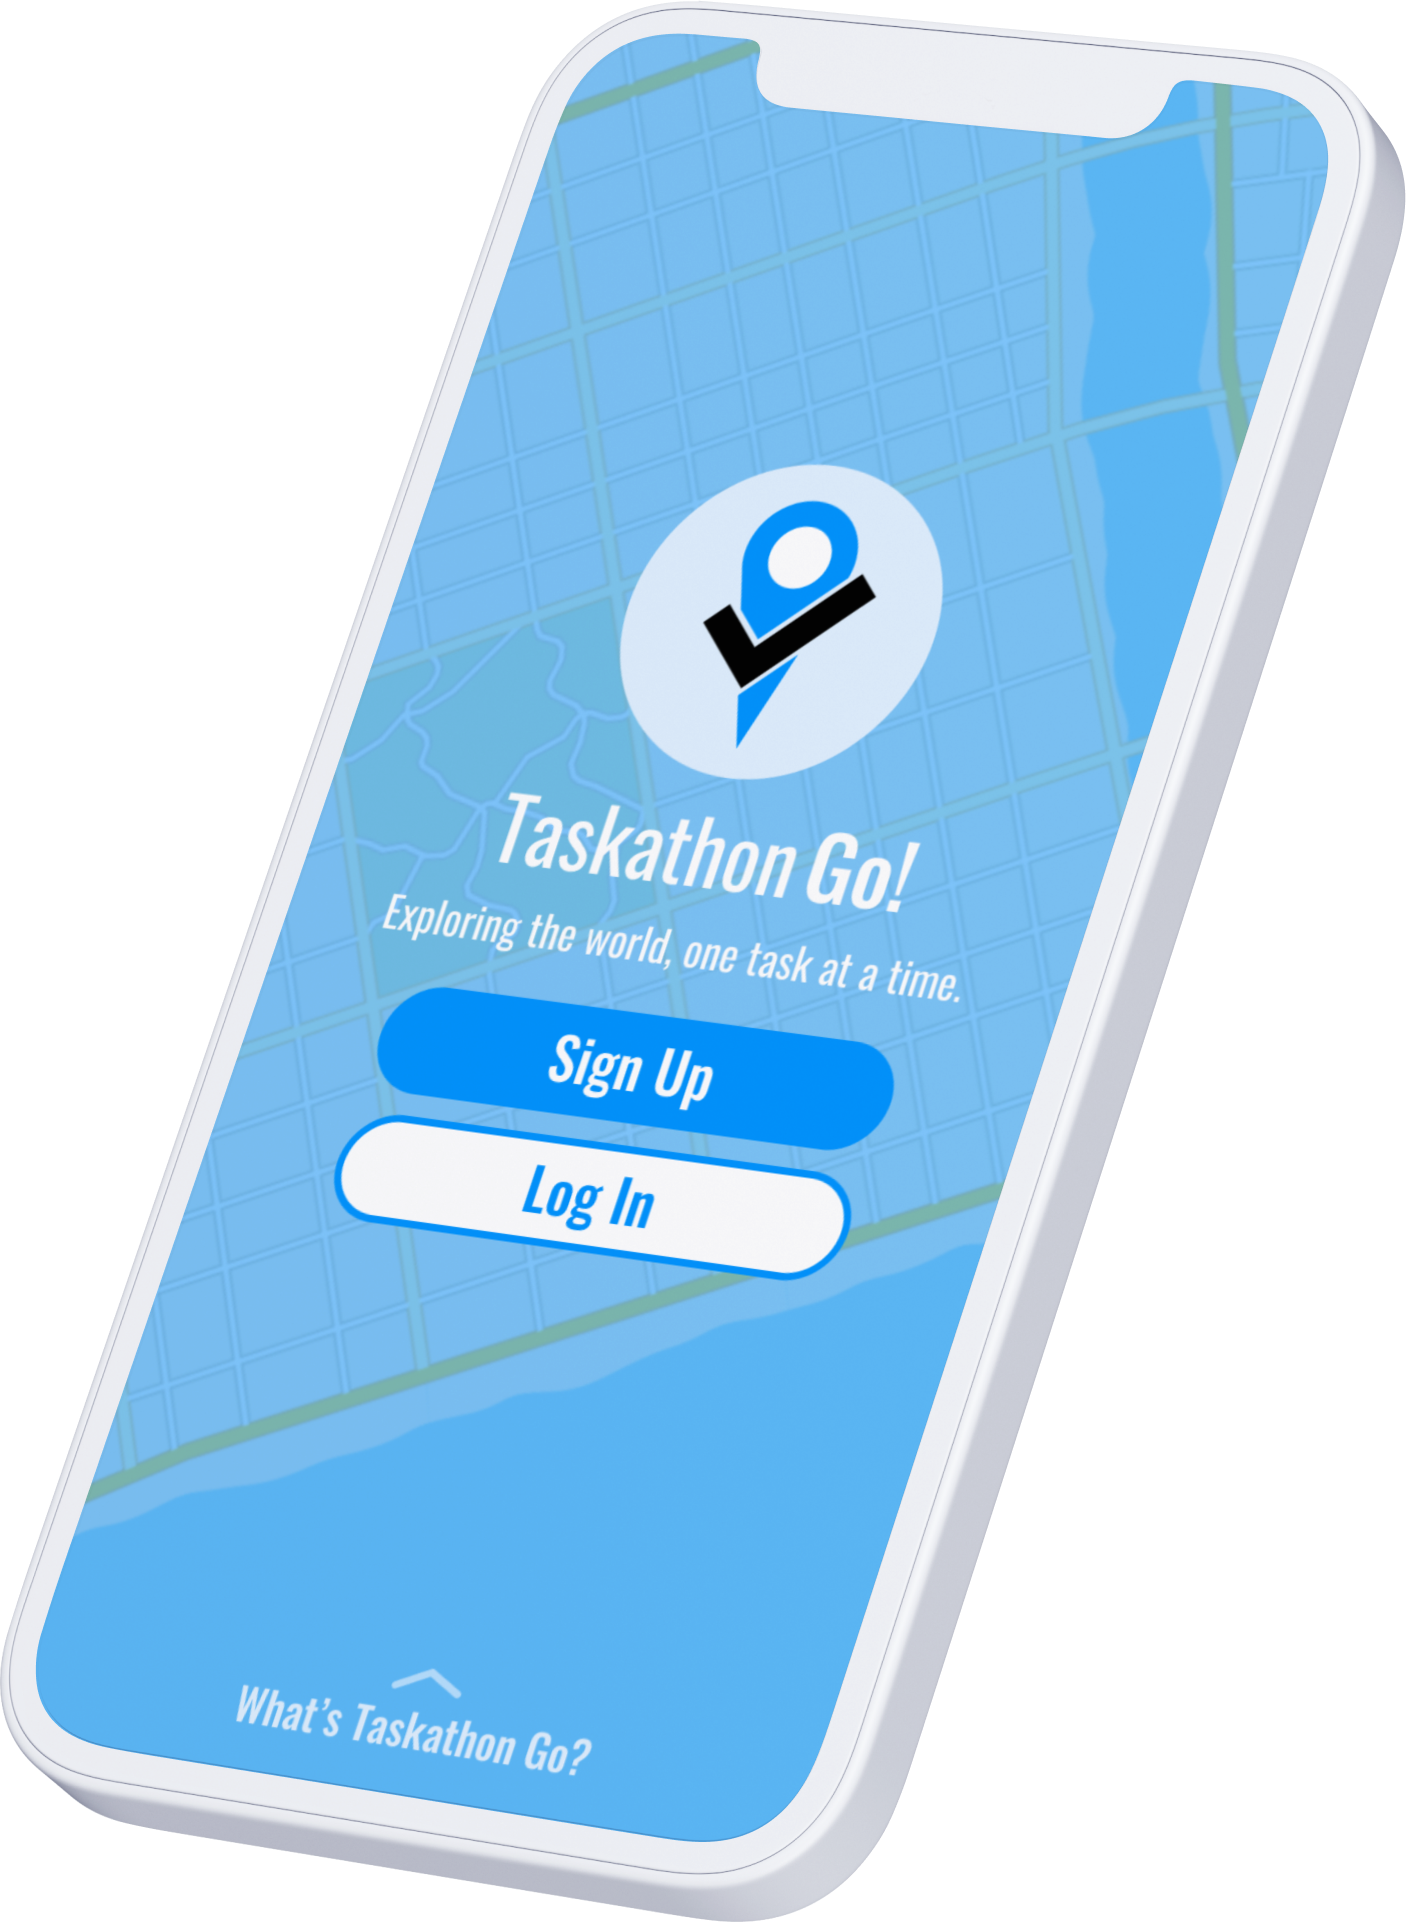 Taskathon Go!
Exploring the world, one task at a time.
Sign Up
Log In
What's Taskathon Go?